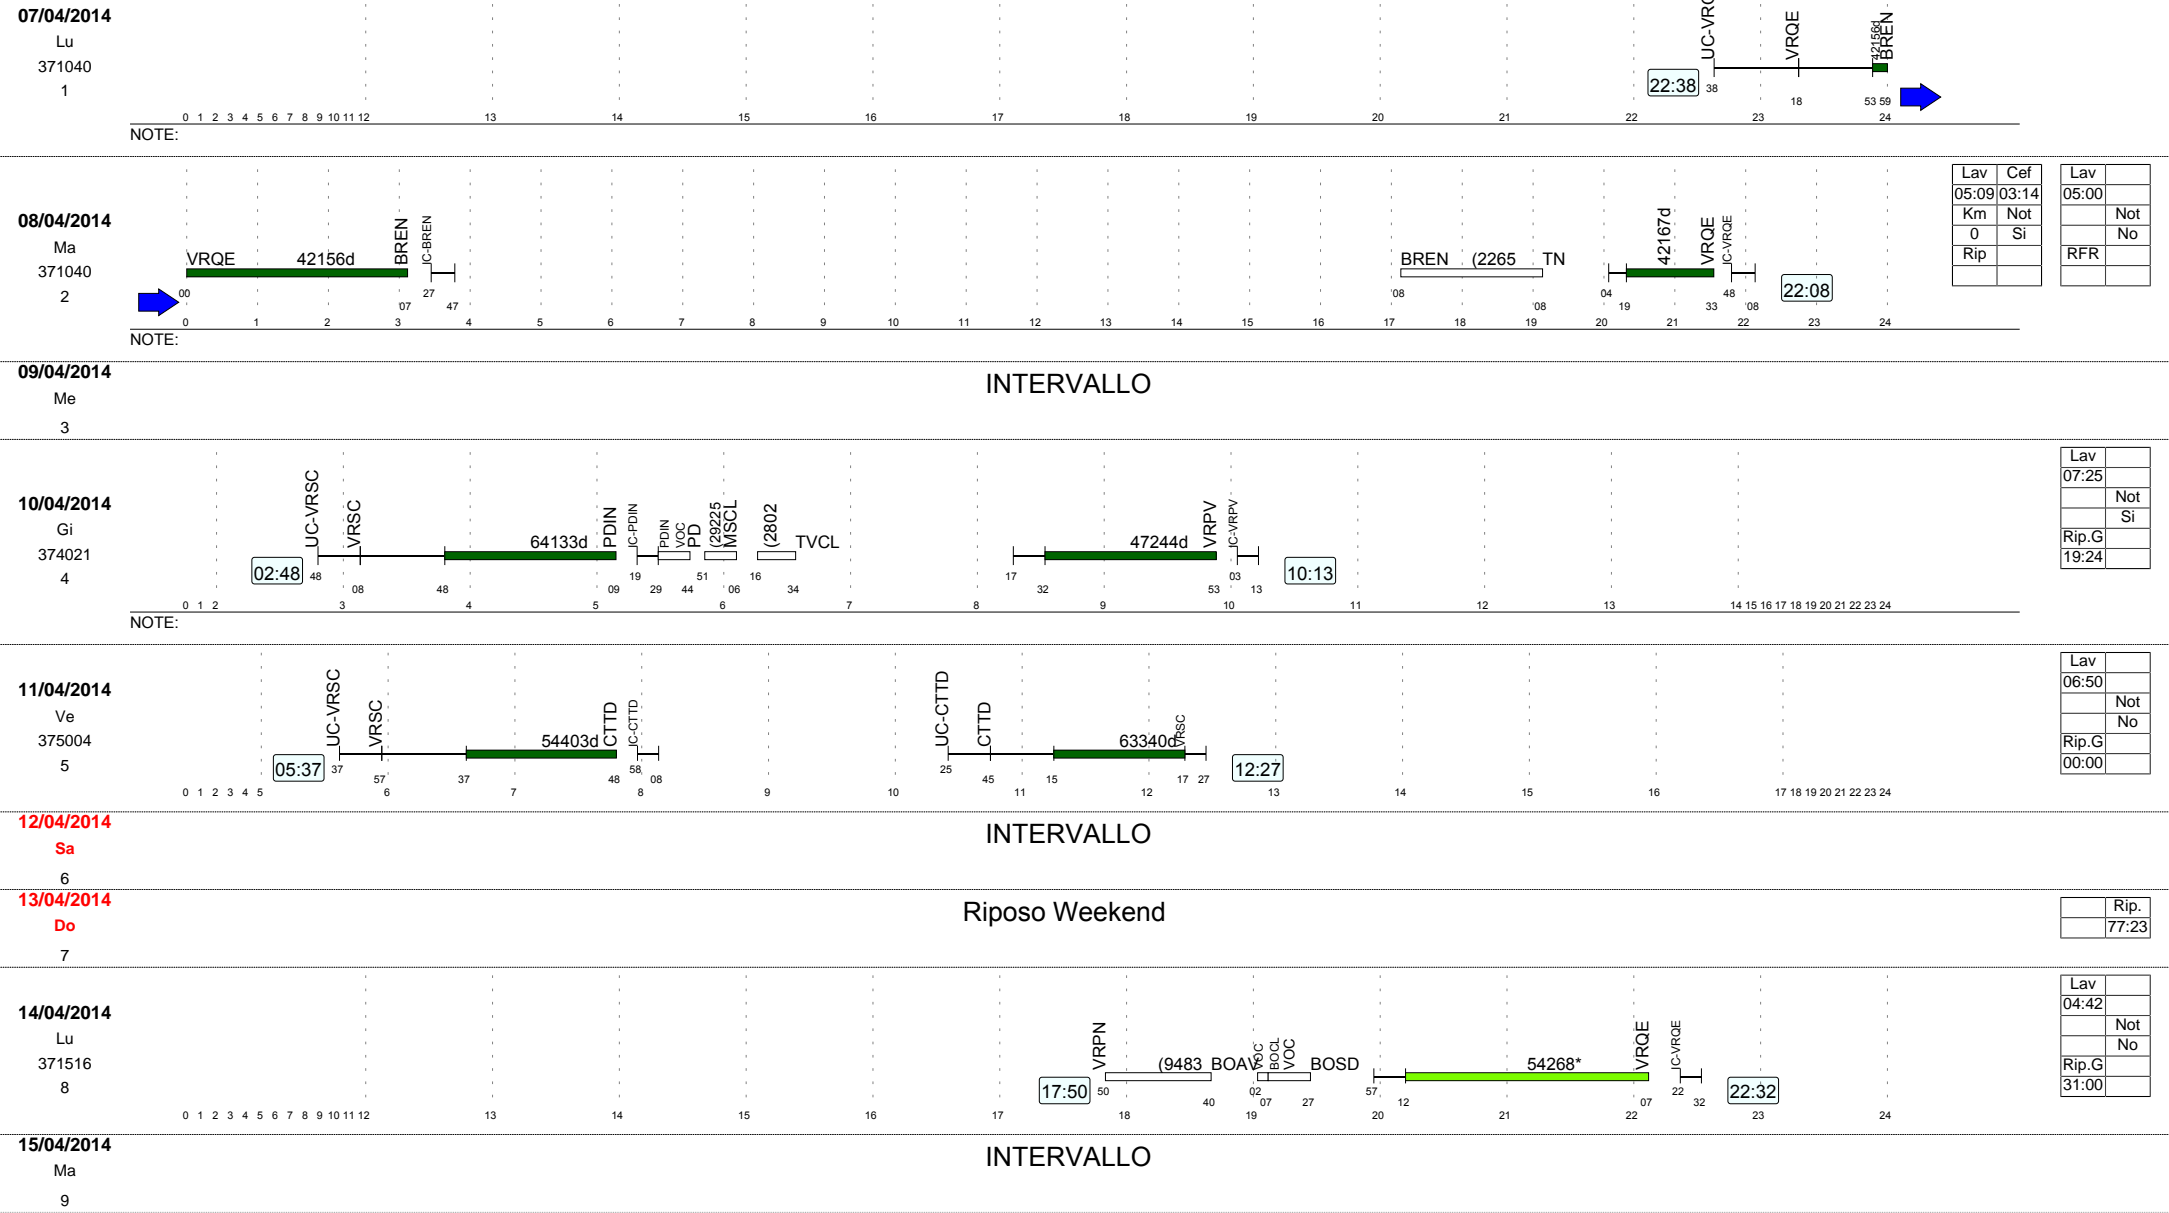 07/04/2014
Lu
371040
1
UC-VRQ
VRQE
42156d
BREN
22:38
38
18
53 59
0 1 2 3 4 5 6 7 8 9 10 11 12 13 14 15 16 17 18 19 20 21 22 23 24
NOTE:
08/04/2014
Ma
371040
2
VRQE 42156d BREN IC-BREN
BREN (2265 TN
42167d VRQE IC-VRQE
00 07 27 47 08 08 04 19 33 48 08
22:08
0 1 2 3 4 5 6 7 8 9 10 11 12 13 14 15 16 17 18 19 20 21 22 23 24
NOTE:
Lav Cef
05:09 03:14
Km Not
0 Si
Rip
Lav
05:00
Not
No
RFR
09/04/2014
Me
3
INTERVALLO
10/04/2014
Gi
374021
4
UC-VRSC VRSC 64133d PDIN IC-PDIN PDIN VOC PD (29225 MSCL (2802 TVCL
47244d VRPV IC-VRPV
02:48
48 08 48 09 19 29 44 51 06 16 34 17 32 53 03 13
10:13
0 1 2 3 4 5 6 7 8 9 10 11 12 13 14 15 16 17 18 19 20 21 22 23 24
NOTE:
Lav
07:25
Not
Si
Rip.G
19:24
11/04/2014
Ve
375004
5
UC-VRSC VRSC 54403d CTTD IC-CTTD
UC-CTTD CTTD 63340d VRSC
05:37
37 57 37 48 58 08 25 45 15 17 27
12:27
0 1 2 3 4 5 6 7 8 9 10 11 12 13 14 15 16 17 18 19 20 21 22 23 24
Lav
06:50
Not
No
Rip.G
00:00
12/04/2014
Sa
6
INTERVALLO
13/04/2014
Do
7
Riposo Weekend
Rip.
77:23
14/04/2014
Lu
371516
8
VRPN (9483 BOAV VOC BOCL VOC BOSD
54268* VRQE IC-VRQE
17:50
50 40 02 07 27 57 12 07 22 32
22:32
0 1 2 3 4 5 6 7 8 9 10 11 12 13 14 15 16 17 18 19 20 21 22 23 24
Lav
04:42
Not
No
Rip.G
31:00
15/04/2014
Ma
9
INTERVALLO